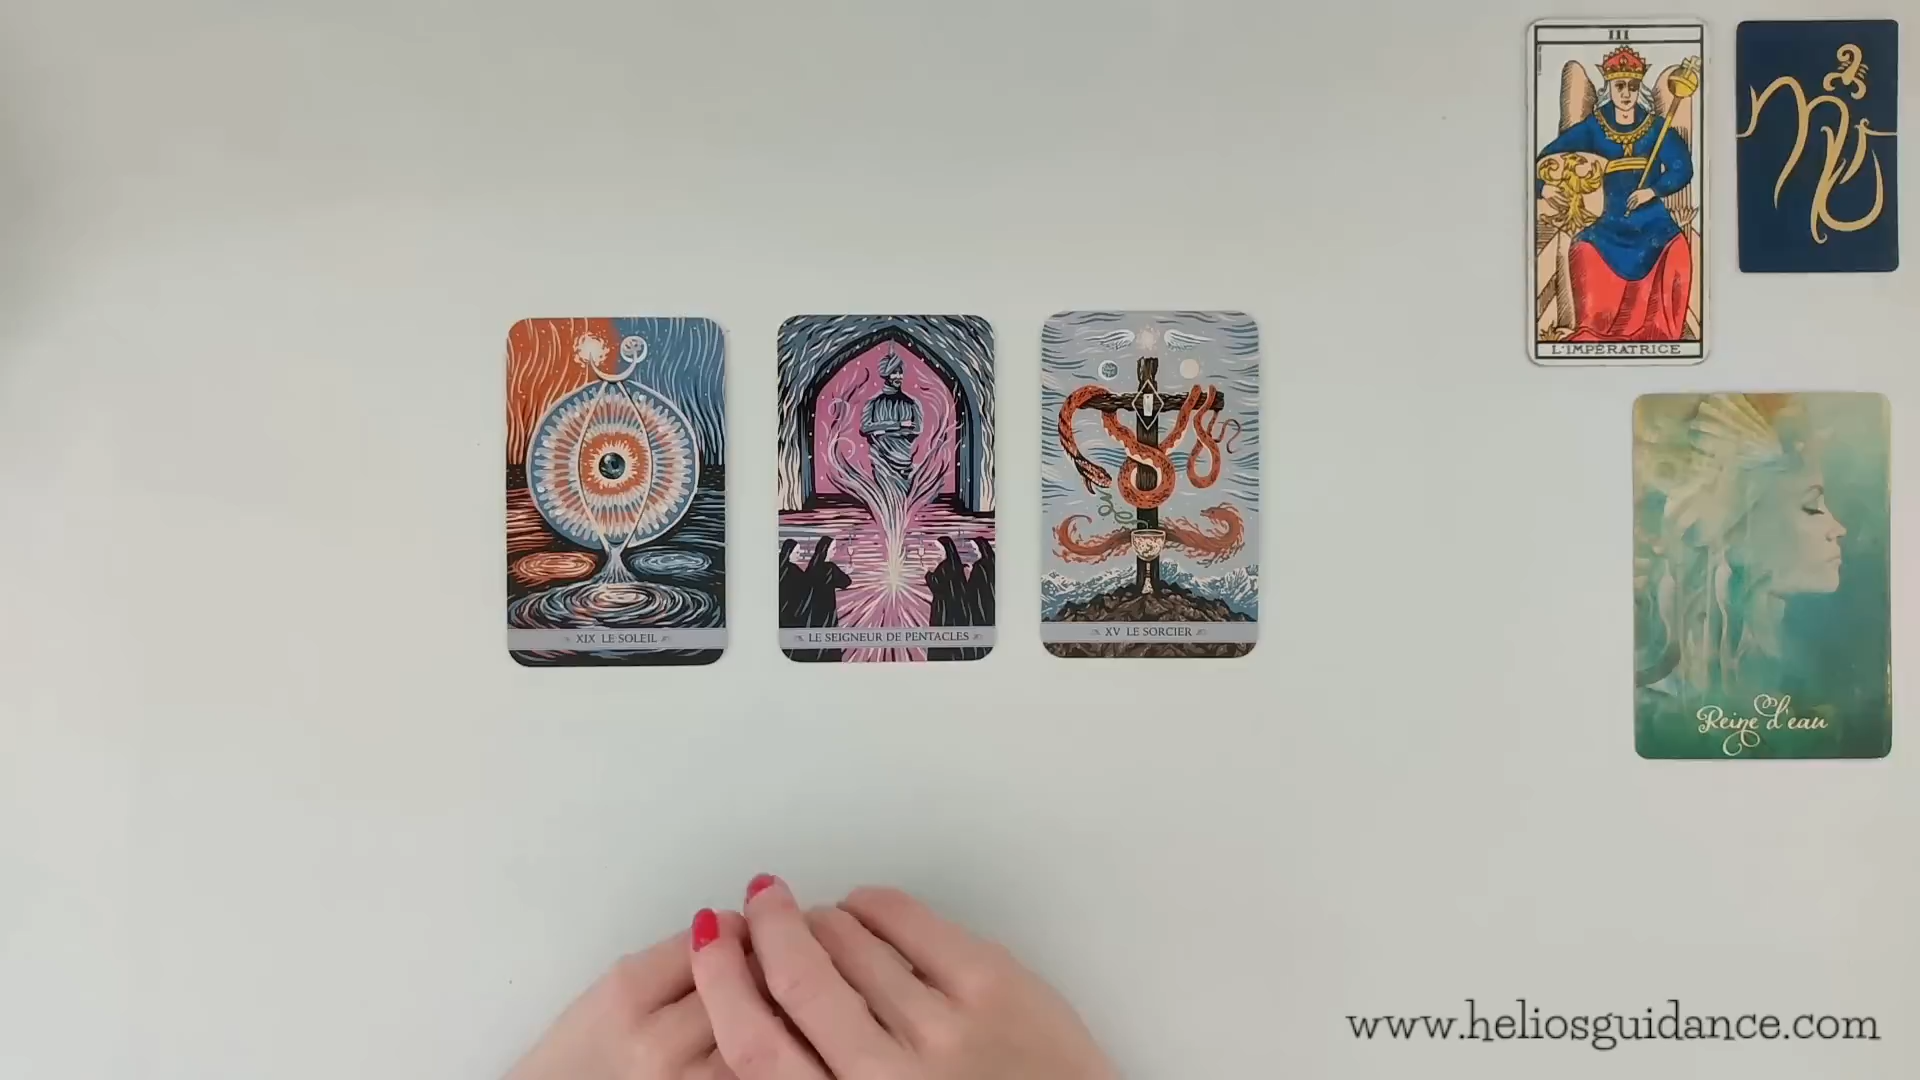 III
L'IMPÉRATRICE
XIX LE SOLEIL
LE SEIGNEUR DE PENTACLES
XV LE SORCIER
Reine d'eau
www.heliosguidance.com